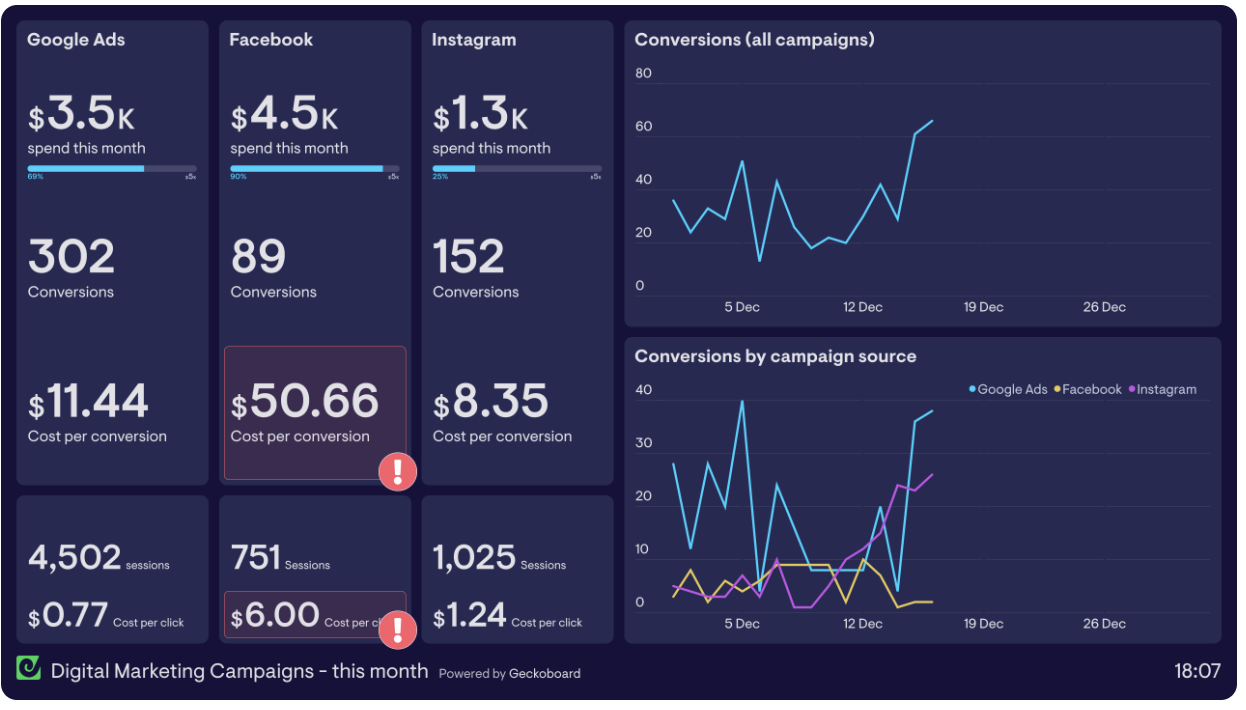 Google Ads
$3.5K
spend this month
69% $5K
302
Conversions
$11.44
Cost per conversion
4,502 sessions
$0.77 Cost per click
Facebook
$4.5K
spend this month
90% $5K
89
Conversions
$50.66
Cost per conversion
!
751 Sessions
$6.00 Cost per cl
!
Instagram
$1.3K
spend this month
25% $5K
152
Conversions
$8.35
Cost per conversion
1,025 Sessions
$1.24 Cost per click
Conversions (all campaigns)
80
60
40
20
0
5 Dec 12 Dec 19 Dec 26 Dec
Conversions by campaign source
Google Ads Facebook Instagram
40
30
20
10
0
5 Dec 12 Dec 19 Dec 26 Dec
Digital Marketing Campaigns - this month Powered by Geckoboard
18:07